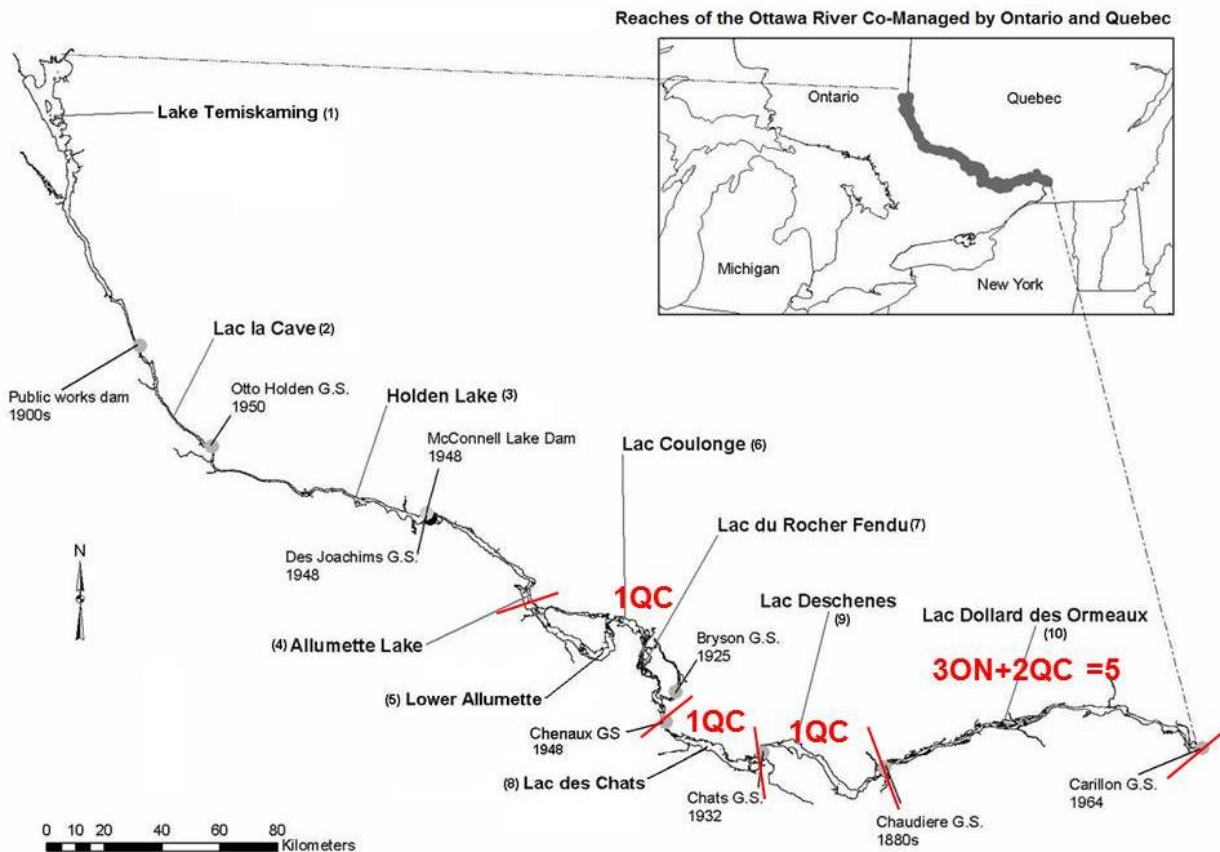 Reaches of the Ottawa River Co-Managed by Ontario and Quebec
Ontario
Quebec
Michigan
New York
Lake Temiskaming (1)
Lac la Cave (2)
Public works dam
1900s
Otto Holden G.S.
1950
Holden Lake (3)
McConnell Lake Dam
1948
Lac Coulonge (6)
Lac du Rocher Fendu (7)
Des Joachims G.S.
1948
N
1QC
Lac Deschenes
(9)
Lac Dollard des Ormeaux
(10)
(4) Allumette Lake
Bryson G.S.
1925
3ON+2QC =5
(5) Lower Allumette
Chenaux GS
1948
1QC
1QC
(8) Lac des Chats
Chats G.S.
1932
Chaudiere G.S.
1880s
Carillon G.S.
1964
0 10 20 40 60 80
Kilometers